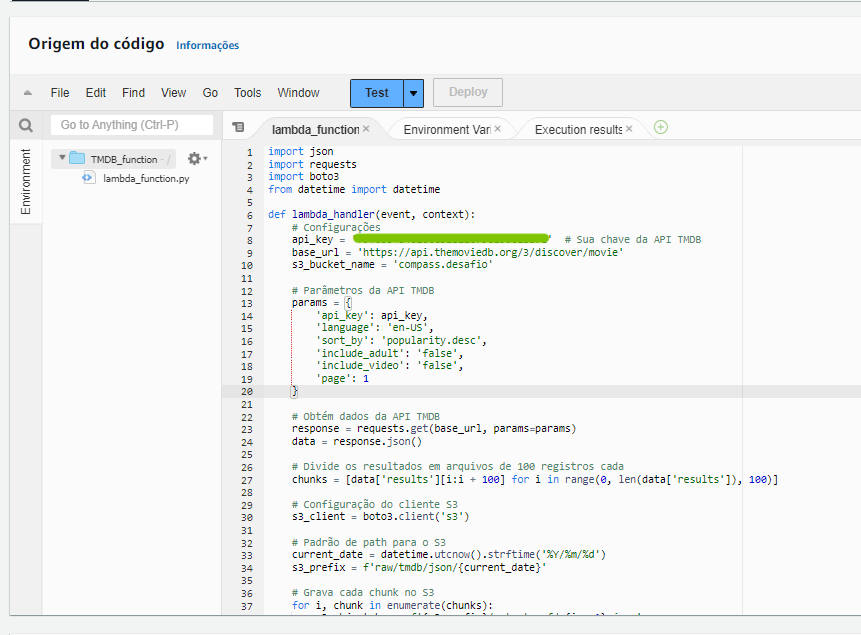 Origem do código Informações
File Edit Find View Go Tools Window Test Deploy
Go to Anything (Ctrl-P) lambda_function Environment Vari Execution results
Environment
TMDB_function - /
lambda_function.py
1 import json
2 import requests
3 import boto3
4 from datetime import datetime
5
6 def lambda_handler(event, context):
7 # Configurações
8 api_key = ' # Sua chave da API TMDB
9 base_url = 'https://api.themoviedb.org/3/discover/movie'
10 s3_bucket_name = 'compass.desafio'
11
12 # Parâmetros da API TMDB
13 params = {
14 'api_key': api_key,
15 'language': 'en-US',
16 'sort_by': 'popularity.desc',
17 'include_adult': 'false',
18 'include_video': 'false',
19 'page': 1
20 }
21
22 # Obtém dados da API TMDB
23 response = requests.get(base_url, params=params)
24 data = response.json()
25
26 # Divide os resultados em arquivos de 100 registros cada
27 chunks = [data['results'][i:i + 100] for i in range(0, len(data['results']), 100)]
28
29 # Configuração do cliente S3
30 s3_client = boto3.client('s3')
31
32 # Padrão de path para o S3
33 current_date = datetime.utcnow().strftime('%Y/%m/%d')
34 s3_prefix = f'raw/tmdb/json/{current_date}'
35
36 # Grava cada chunk no S3
37 for i, chunk in enumerate(chunks):